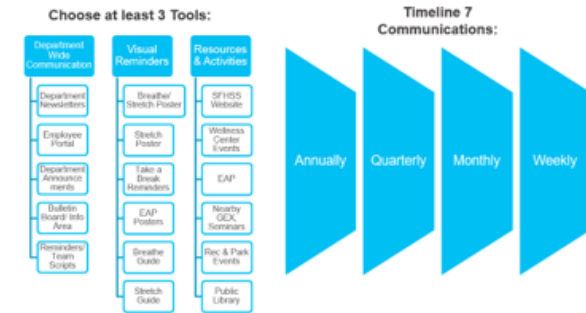 Choose at least 3 Tools:
Department
Wide
Communication
Department
Newsletters
Employee
Portal
Department
Announce
ments
Bulletin
Board/ Info
Area
Reminders/
Team
Scripts
Visual
Reminders
Breathe/
Stretch Poster
Stretch
Poster
Take a
Break
Reminders
EAP
Posters
Breathe
Guide
Stretch
Guide
Resources
& Activities
SFHSS
Website
Wellness
Center
Events
EAP
Nearby
GEX,
Seminars
Rec & Park
Events
Public
Library
Timeline 7
Communications:
Annually
Quarterly
Monthly
Weekly